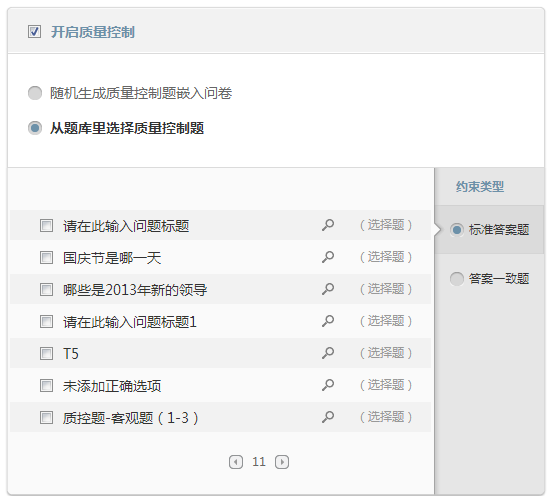 开启质量控制
随机生成质量控制题嵌入问卷
从题库里选择质量控制题
约束类型
请在此输入问题标题 （选择题） 标准答案题
国庆节是哪一天 （选择题）
答案一致题
哪些是2013年新的领导 （选择题）
请在此输入问题标题1 （选择题）
T5 （选择题）
未添加正确选项 （选择题）
质控题-客观题（1-3） （选择题）
11